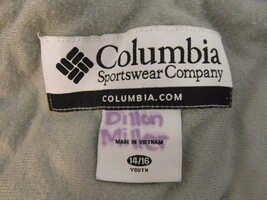 Columbia
Sportswear Company
COLUMBIA.COM
Dillon
Miller
MADE IN VIETNAM
14/16
YOUTH